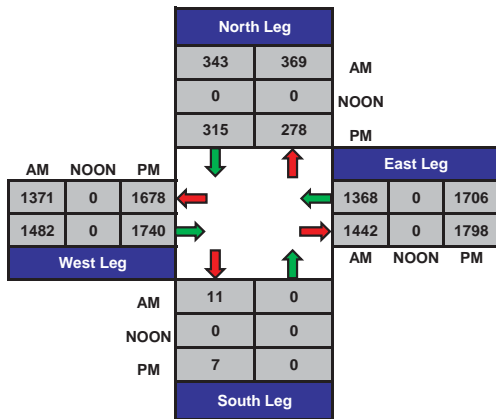 North Leg
343 369 AM
0 0 NOON
315 278 PM
East Leg
AM NOON PM
1371 0 1678 1368 0 1706
1482 0 1740 1442 0 1798
West Leg AM NOON PM
AM 11 0
NOON 0 0
PM 7 0
South Leg